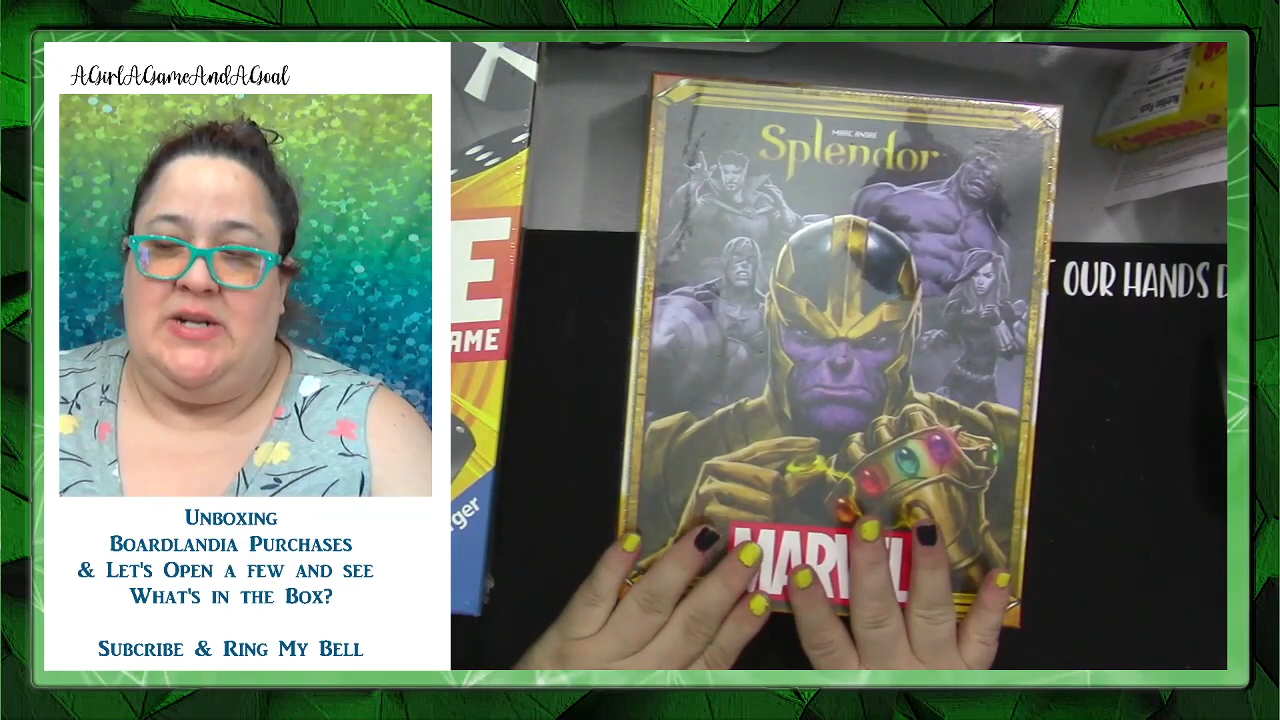 AGirlAGameAndAGoal
Unboxing
Boardlandia Purchases
& Let's Open a few and see
What's in the Box?
Subcribe & Ring My Bell
E
AME
rger
MARC ANDRÉ
Splendor
MARVEL
OUR HANDS D